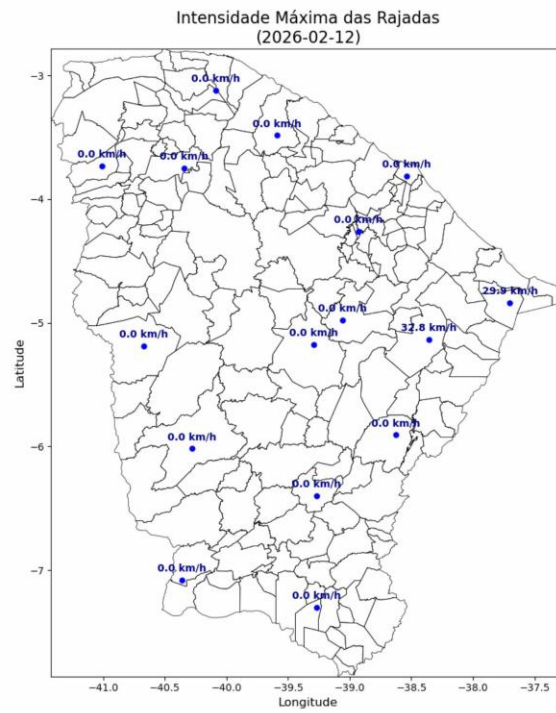 Intensidade Máxima das Rajadas
(2026-02-12)
−3
0.0 km/h
0.0 km/h
0.0 km/h
0.0 km/h
0.0 km/h
−4
0.0 km/h
29.9 km/h
0.0 km/h
32.8 km/h
0.0 km/h
0.0 km/h
−5
Latitude
0.0 km/h
0.0 km/h
−6
0.0 km/h
0.0 km/h
−7
0.0 km/h
−41.0 −40.5 −40.0 −39.5 −39.0 −38.5 −38.0 −37.5
Longitude